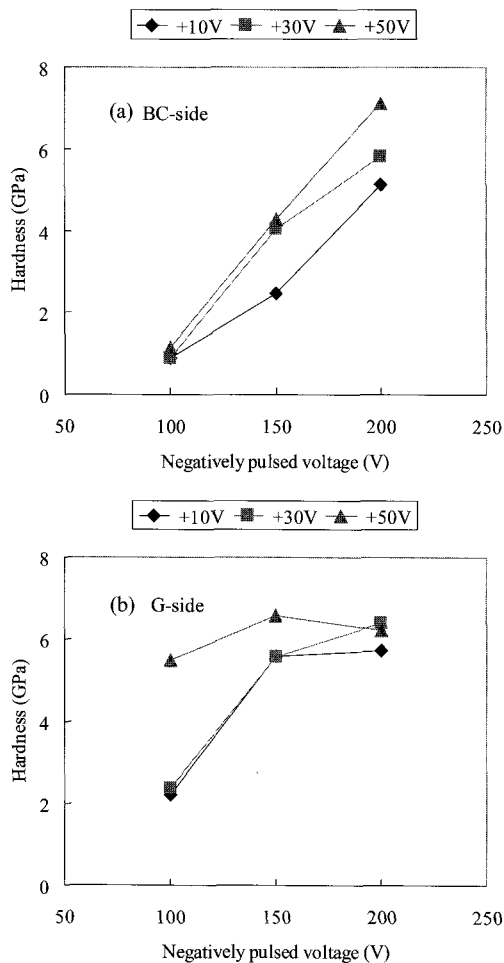 +10V +30V +50V
8
(a) BC-side
6
Hardness (GPa)
4
2
0
50 100 150 200 250
Negatively pulsed voltage (V)
+10V +30V +50V
8
(b) G-side
6
Hardness (GPa)
4
2
0
50 100 150 200 250
Negatively pulsed voltage (V)